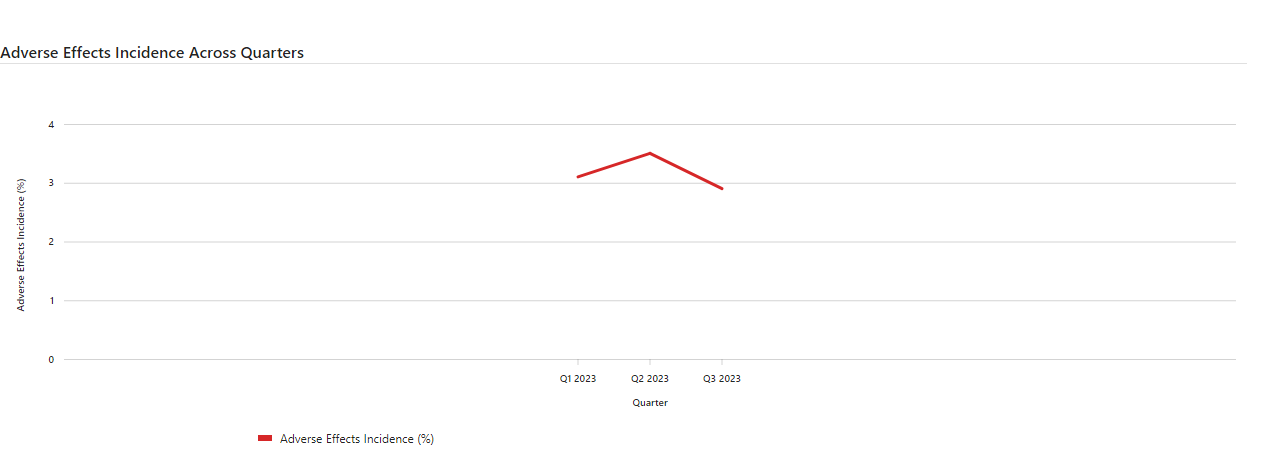 Adverse Effects Incidence Across Quarters
4
3
2
1
0
Adverse Effects Incidence (%)
Q1 2023 Q2 2023 Q3 2023
Quarter
Adverse Effects Incidence (%)